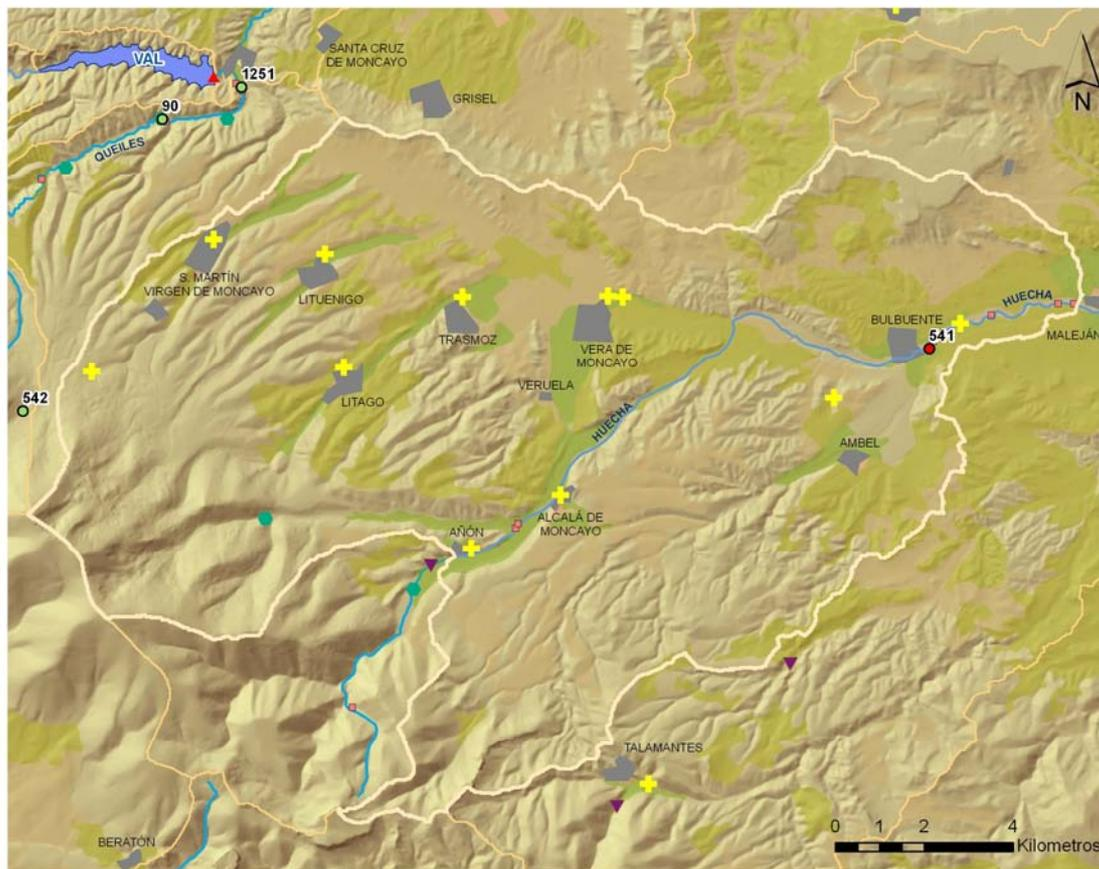 VAL
SANTA CRUZ
DE MONCAYO
1251
GRISEL
90
QUEILES
N
S. MARTÍN
VIRGEN DE MONCAYO
LITUENIGO
TRASMOZ
VERA DE
MONCAYO
BULBUENTE
HUECHA
541
MALEJÁN
542
LITAGO
VERUELA
HUECHA
AMBEL
AÑÓN
ALCALÁ DE
MONCAYO
TALAMANTES
BERATÓN
0 1 2 4
Kilometros